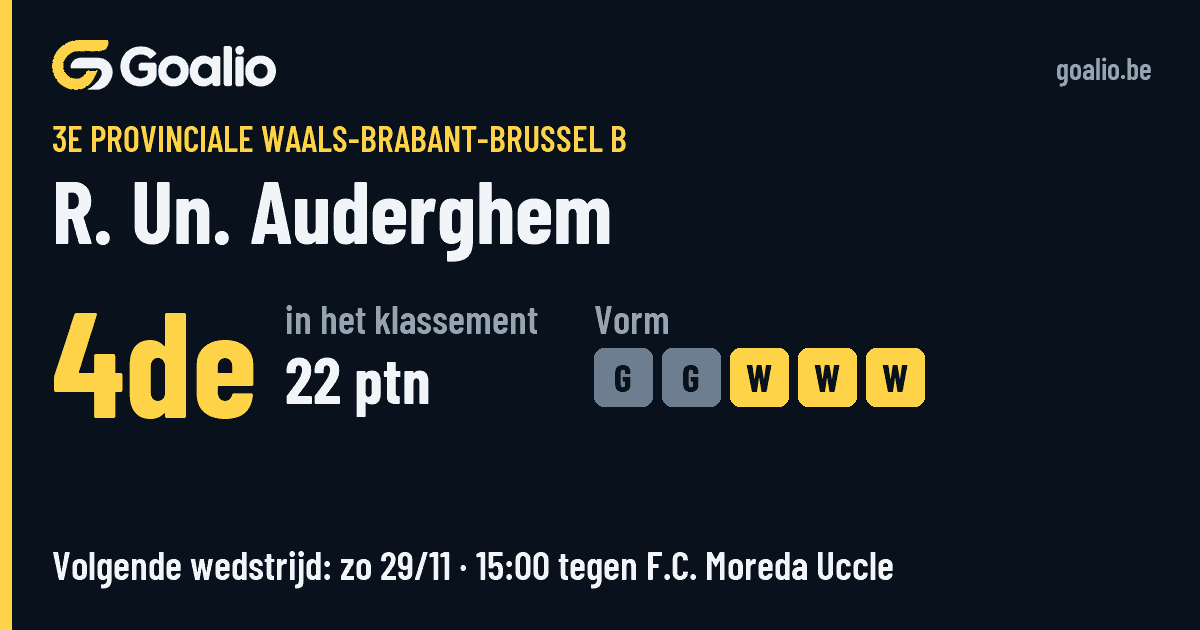 Goalio
goalio.be
3E PROVINCIALE WAALS-BRABANT-BRUSSEL B
R. Un. Auderghem
4de
in het klassement
22 ptn
Vorm
G G W W W
Volgende wedstrijd: zo 29/11 · 15:00 tegen F.C. Moreda Uccle